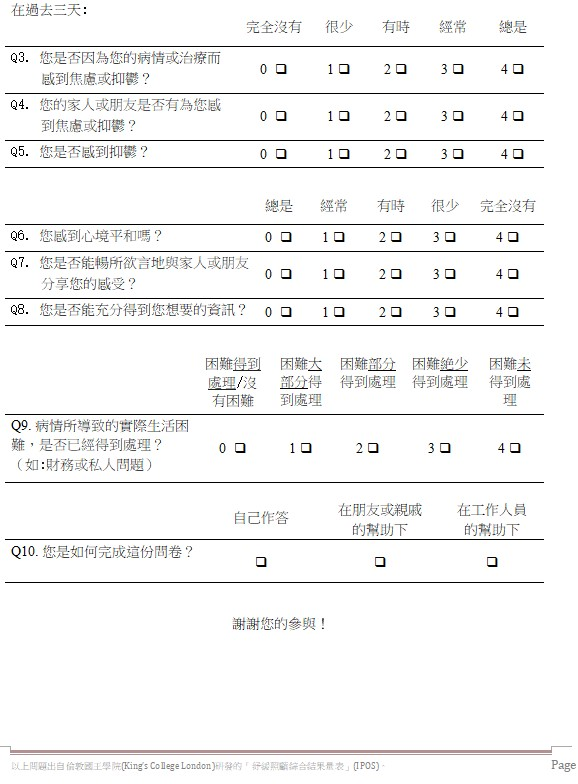 在過去三天:
完全沒有 很少 有時 經常 總是
Q3. 您是否因為您的病情或治療而 0 1 2 3 4
感到焦慮或抑鬱？
Q4. 您的家人或朋友是否有為您感 0 1 2 3 4
到焦慮或抑鬱？
Q5. 您是否感到抑鬱？ 0 1 2 3 4
總是 經常 有時 很少 完全沒有
Q6. 您感到心境平和嗎？ 0 1 2 3 4
Q7. 您是否能暢所欲言地與家人或朋友 0 1 2 3 4
分享您的感受？
Q8. 您是否能充分得到您想要的資訊？ 0 1 2 3 4
困難得到 困難大 困難部分 困難絶少 困難未
處理/沒 部分得 得到處理 得到處理 得到處
有困難 到處理 理
Q9. 病情所導致的實際生活困
難，是否已經得到處理？ 0 1 2 3 4
（如:財務或私人問題）
自己作答 在朋友或親戚 在工作人員
的幫助下 的幫助下
Q10. 您是如何完成這份問卷？
謝謝您的參與！
以上問題出自倫敦國王學院(King's College London)研發的「紓緩照顧綜合結果量表」(IPOS)。 Page